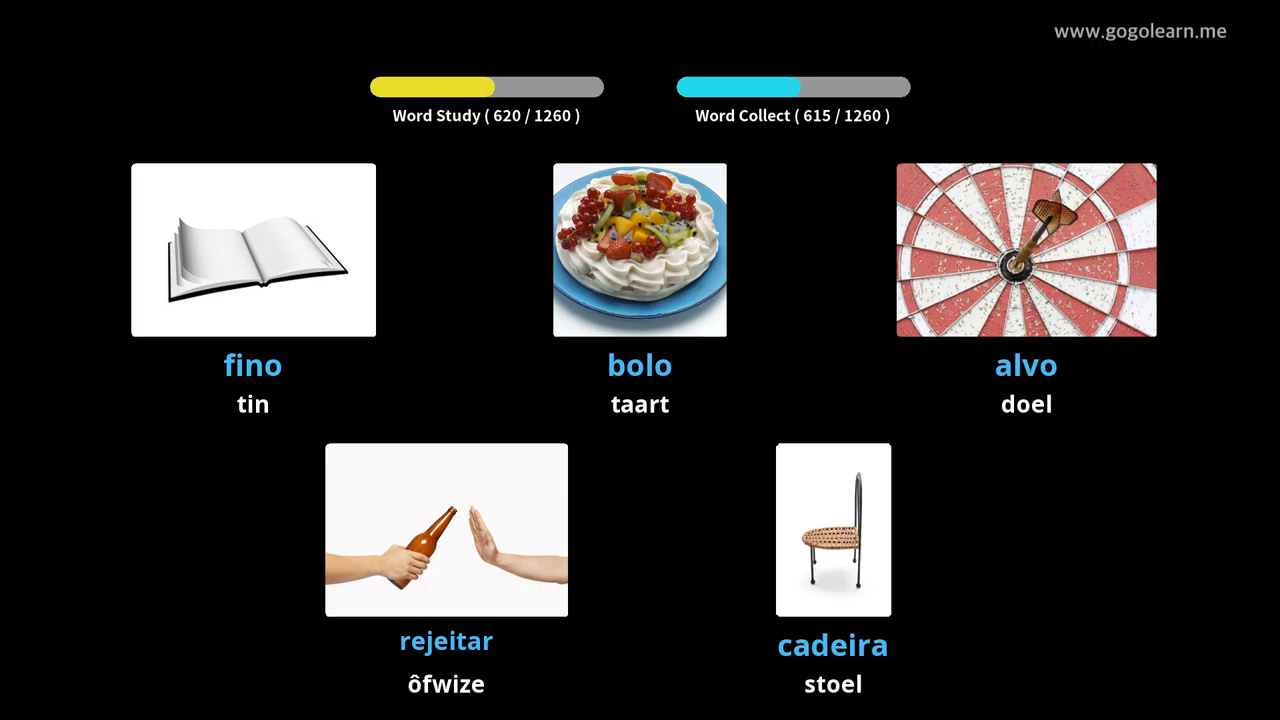 www.gogolearn.me
Word Study ( 620 / 1260 )
Word Collect ( 615 / 1260 )
fino
bolo
alvo
tin
taart
doel
rejeitar
cadeira
ôfwize
stoel